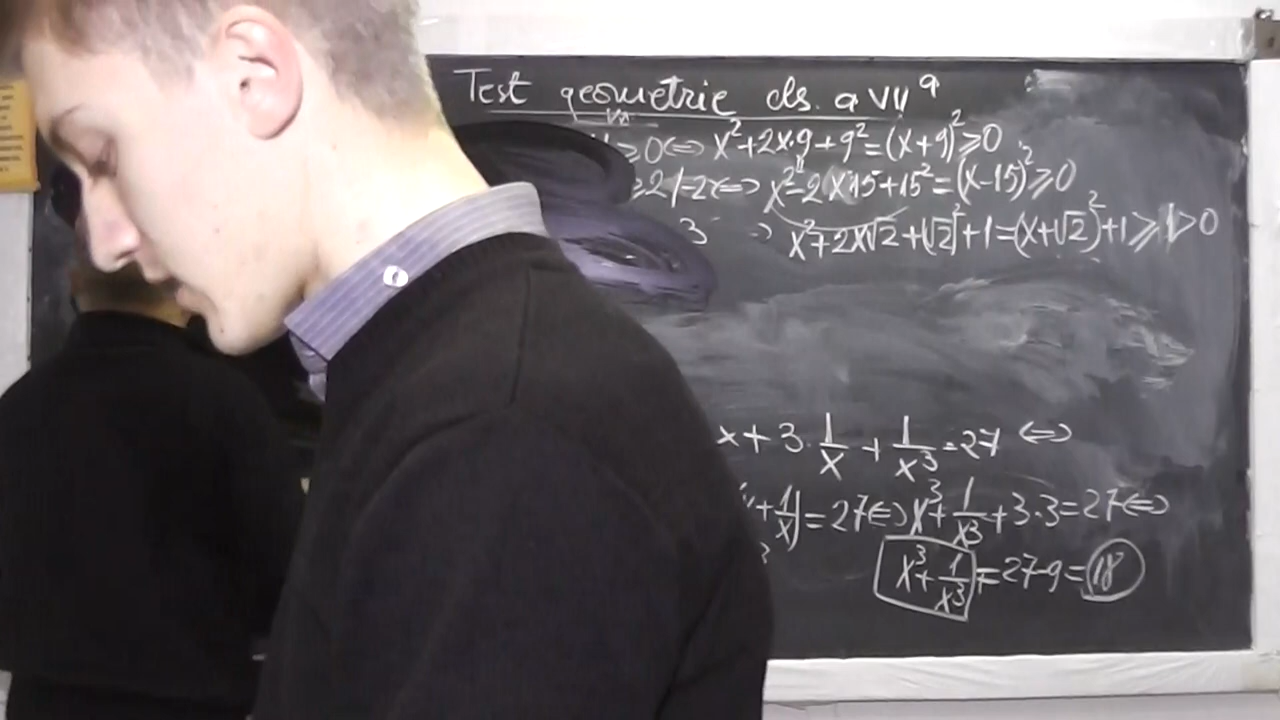 Test geometrie cls. a VII a
≥0⇔ x²+2x·9+9²=(x+9)²≥0
≥2/-2x⇔ x²-2x15+15²=(x-15)²≥0
3 ⇒ x²+2x√2+(√2)²+1=(x+√2)²+1≥1>0
x+3·1/x+1/x³=27 ⇔
+1/x)=27⇔x³+1/x³+3·3=27⇔
3 x³+1/x³=27-9=18